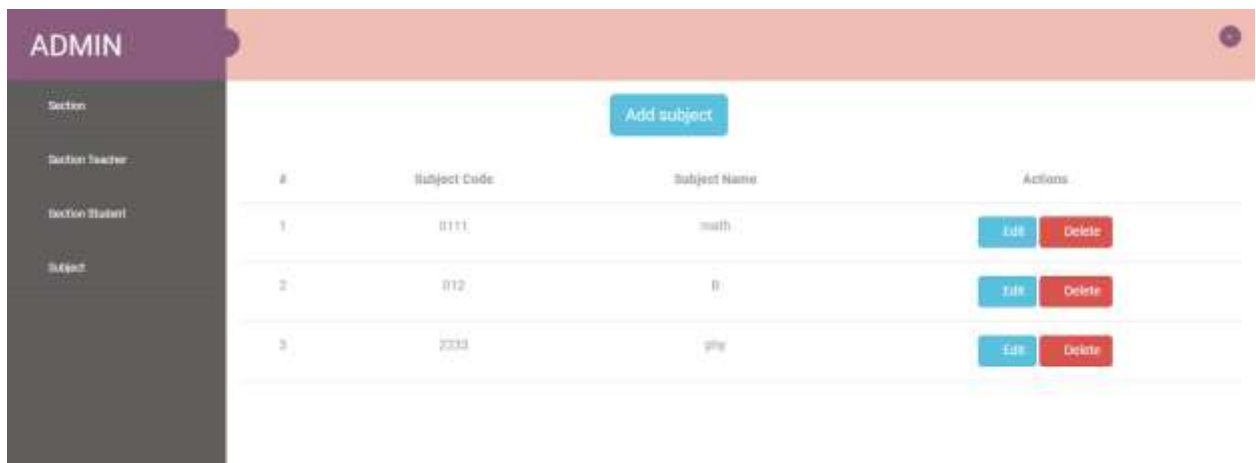 ADMIN
Section
Section Teacher
Section Student
Subject
Add subject
# Subject Code Subject Name Actions
1 0111 math Edit Delete
2 012 Edit Delete
3 2333 phy Edit Delete